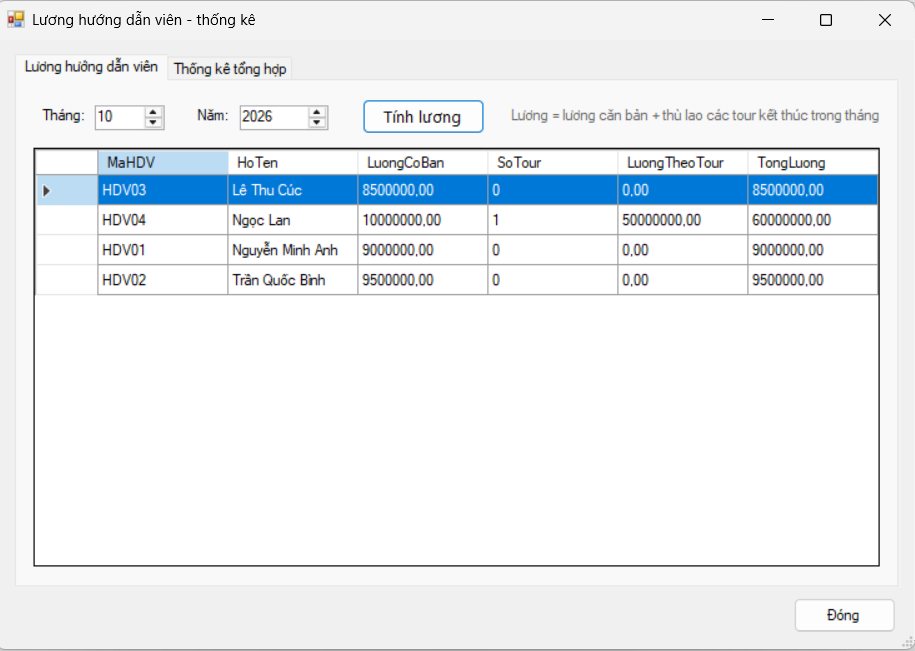 Lương hướng dẫn viên - thống kê
Lương hướng dẫn viên Thống kê tổng hợp
Tháng: 10 Năm: 2026 Tính lương Lương = lương căn bản + thù lao các tour kết thúc trong tháng
MaHDV HoTen LuongCoBan SoTour LuongTheoTour TongLuong
HDV03 Lê Thu Cúc 8500000,00 0 0,00 8500000,00
HDV04 Ngọc Lan 10000000,00 1 50000000,00 60000000,00
HDV01 Nguyễn Minh Anh 9000000,00 0 0,00 9000000,00
HDV02 Trần Quốc Bình 9500000,00 0 0,00 9500000,00
Đóng